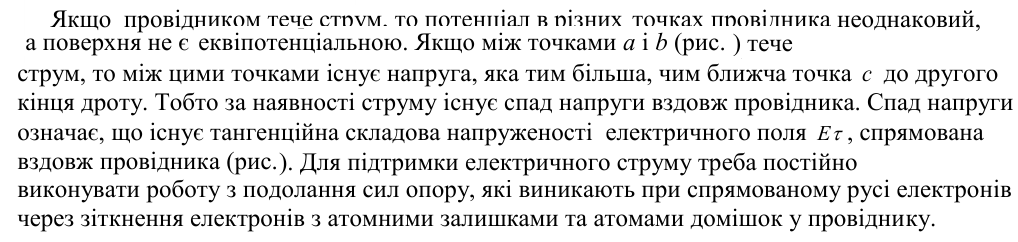 Якщо провідником тече струм, то потенціал в різних точках провідника неоднаковий,
а поверхня не є еквіпотенціальною. Якщо між точками a і b (рис. ) тече
струм, то між цими точками існує напруга, яка тим більша, чим ближча точка c до другого
кінця дроту. Тобто за наявності струму існує спад напруги вздовж провідника. Спад напруги
означає, що існує тангенційна складова напруженості електричного поля Eτ, спрямована
вздовж провідника (рис.). Для підтримки електричного струму треба постійно
виконувати роботу з подолання сил опору, які виникають при спрямованому русі електронів
через зіткнення електронів з атомними залишками та атомами домішок у провіднику.